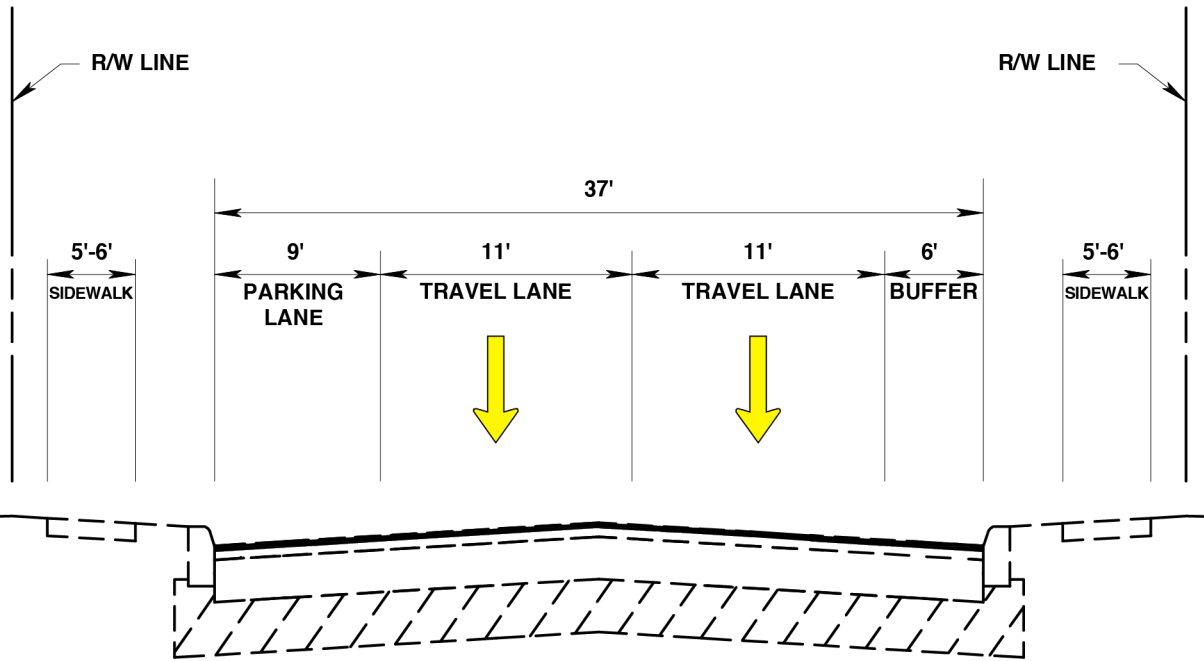 R/W LINE
R/W LINE
37'
5'-6'
9'
11'
11'
6'
5'-6'
SIDEWALK
PARKING
LANE
TRAVEL LANE
TRAVEL LANE
BUFFER
SIDEWALK